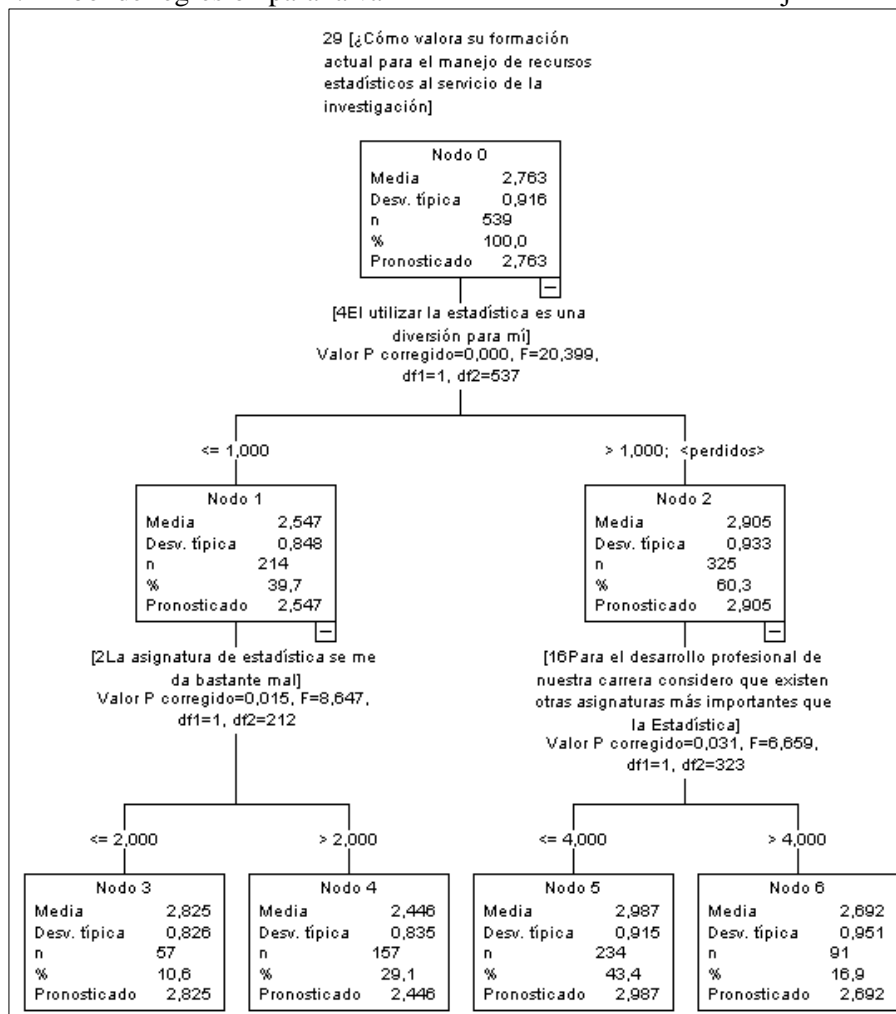 29 [¿Cómo valora su formación
actual para el manejo de recursos
estadísticos al servicio de la
investigación]
Nodo 0
Media 2,763
Desv. típica 0,916
n 539
% 100,0
Pronosticado 2,763
[4El utilizar la estadística es una
diversión para mí]
Valor P corregido=0,000, F=20,399,
df1=1, df2=537
<= 1,000
> 1,000; <perdidos>
Nodo 1
Media 2,547
Desv. típica 0,848
n 214
% 39,7
Pronosticado 2,547
Nodo 2
Media 2,905
Desv. típica 0,933
n 325
% 60,3
Pronosticado 2,905
[2La asignatura de estadística se me
da bastante mal]
Valor P corregido=0,015, F=8,647,
df1=1, df2=212
[16Para el desarrollo profesional de
nuestra carrera considero que existen
otras asignaturas más importantes que
la Estadística]
Valor P corregido=0,031, F=6,659,
df1=1, df2=323
<= 2,000
> 2,000
<= 4,000
> 4,000
Nodo 3
Media 2,825
Desv. típica 0,826
n 57
% 10,6
Pronosticado 2,825
Nodo 4
Media 2,446
Desv. típica 0,835
n 157
% 29,1
Pronosticado 2,446
Nodo 5
Media 2,987
Desv. típica 0,915
n 234
% 43,4
Pronosticado 2,987
Nodo 6
Media 2,692
Desv. típica 0,951
n 91
% 16,9
Pronosticado 2,692